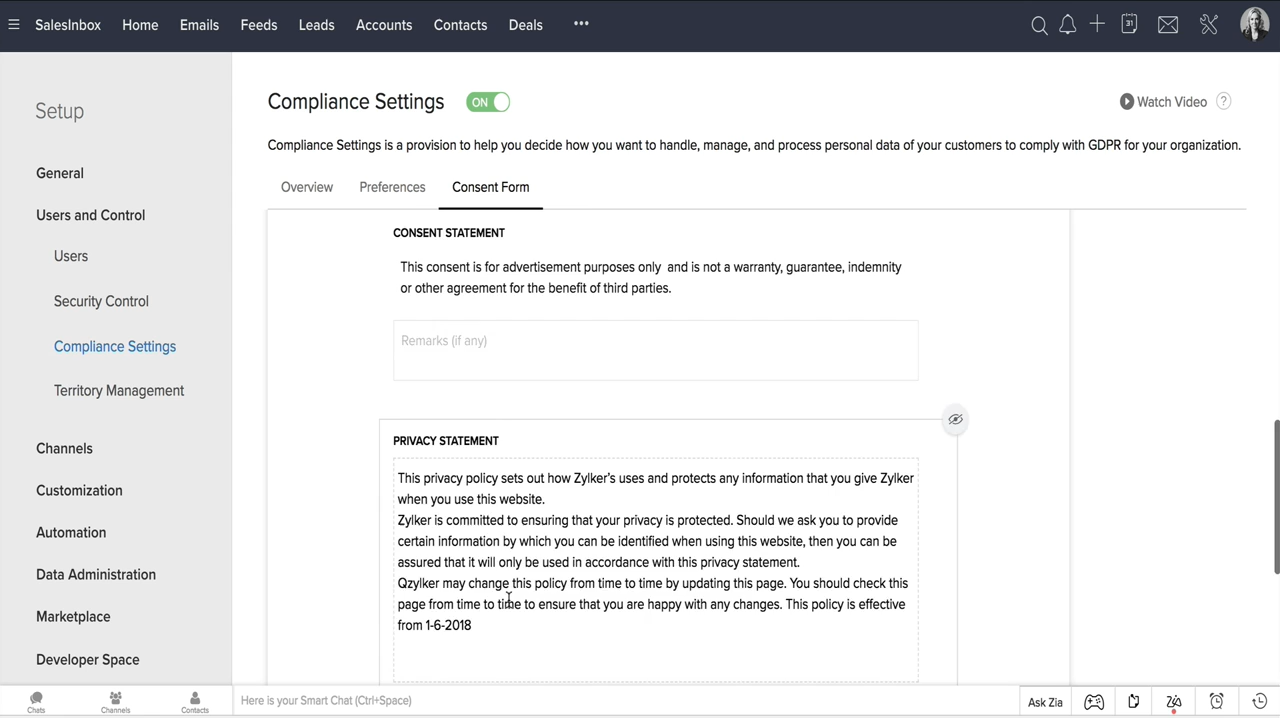 SalesInbox Home Emails Feeds Leads Accounts Contacts Deals •••
31
Setup
General
Users and Control
Users
Security Control
Compliance Settings
Territory Management
Channels
Customization
Automation
Data Administration
Marketplace
Developer Space
Compliance Settings ON
Watch Video ?
Compliance Settings is a provision to help you decide how you want to handle, manage, and process personal data of your customers to comply with GDPR for your organization.
Overview Preferences Consent Form
CONSENT STATEMENT
This consent is for advertisement purposes only and is not a warranty, guarantee, indemnity
or other agreement for the benefit of third parties.
Remarks (if any)
PRIVACY STATEMENT
This privacy policy sets out how Zylker’s uses and protects any information that you give Zylker
when you use this website.
Zylker is committed to ensuring that your privacy is protected. Should we ask you to provide
certain information by which you can be identified when using this website, then you can be
assured that it will only be used in accordance with this privacy statement.
Qzylker may change this policy from time to time by updating this page. You should check this
page from time to time to ensure that you are happy with any changes. This policy is effective
from 1-6-2018
Chats Channels Contacts
Here is your Smart Chat (Ctrl+Space)
Ask Zia